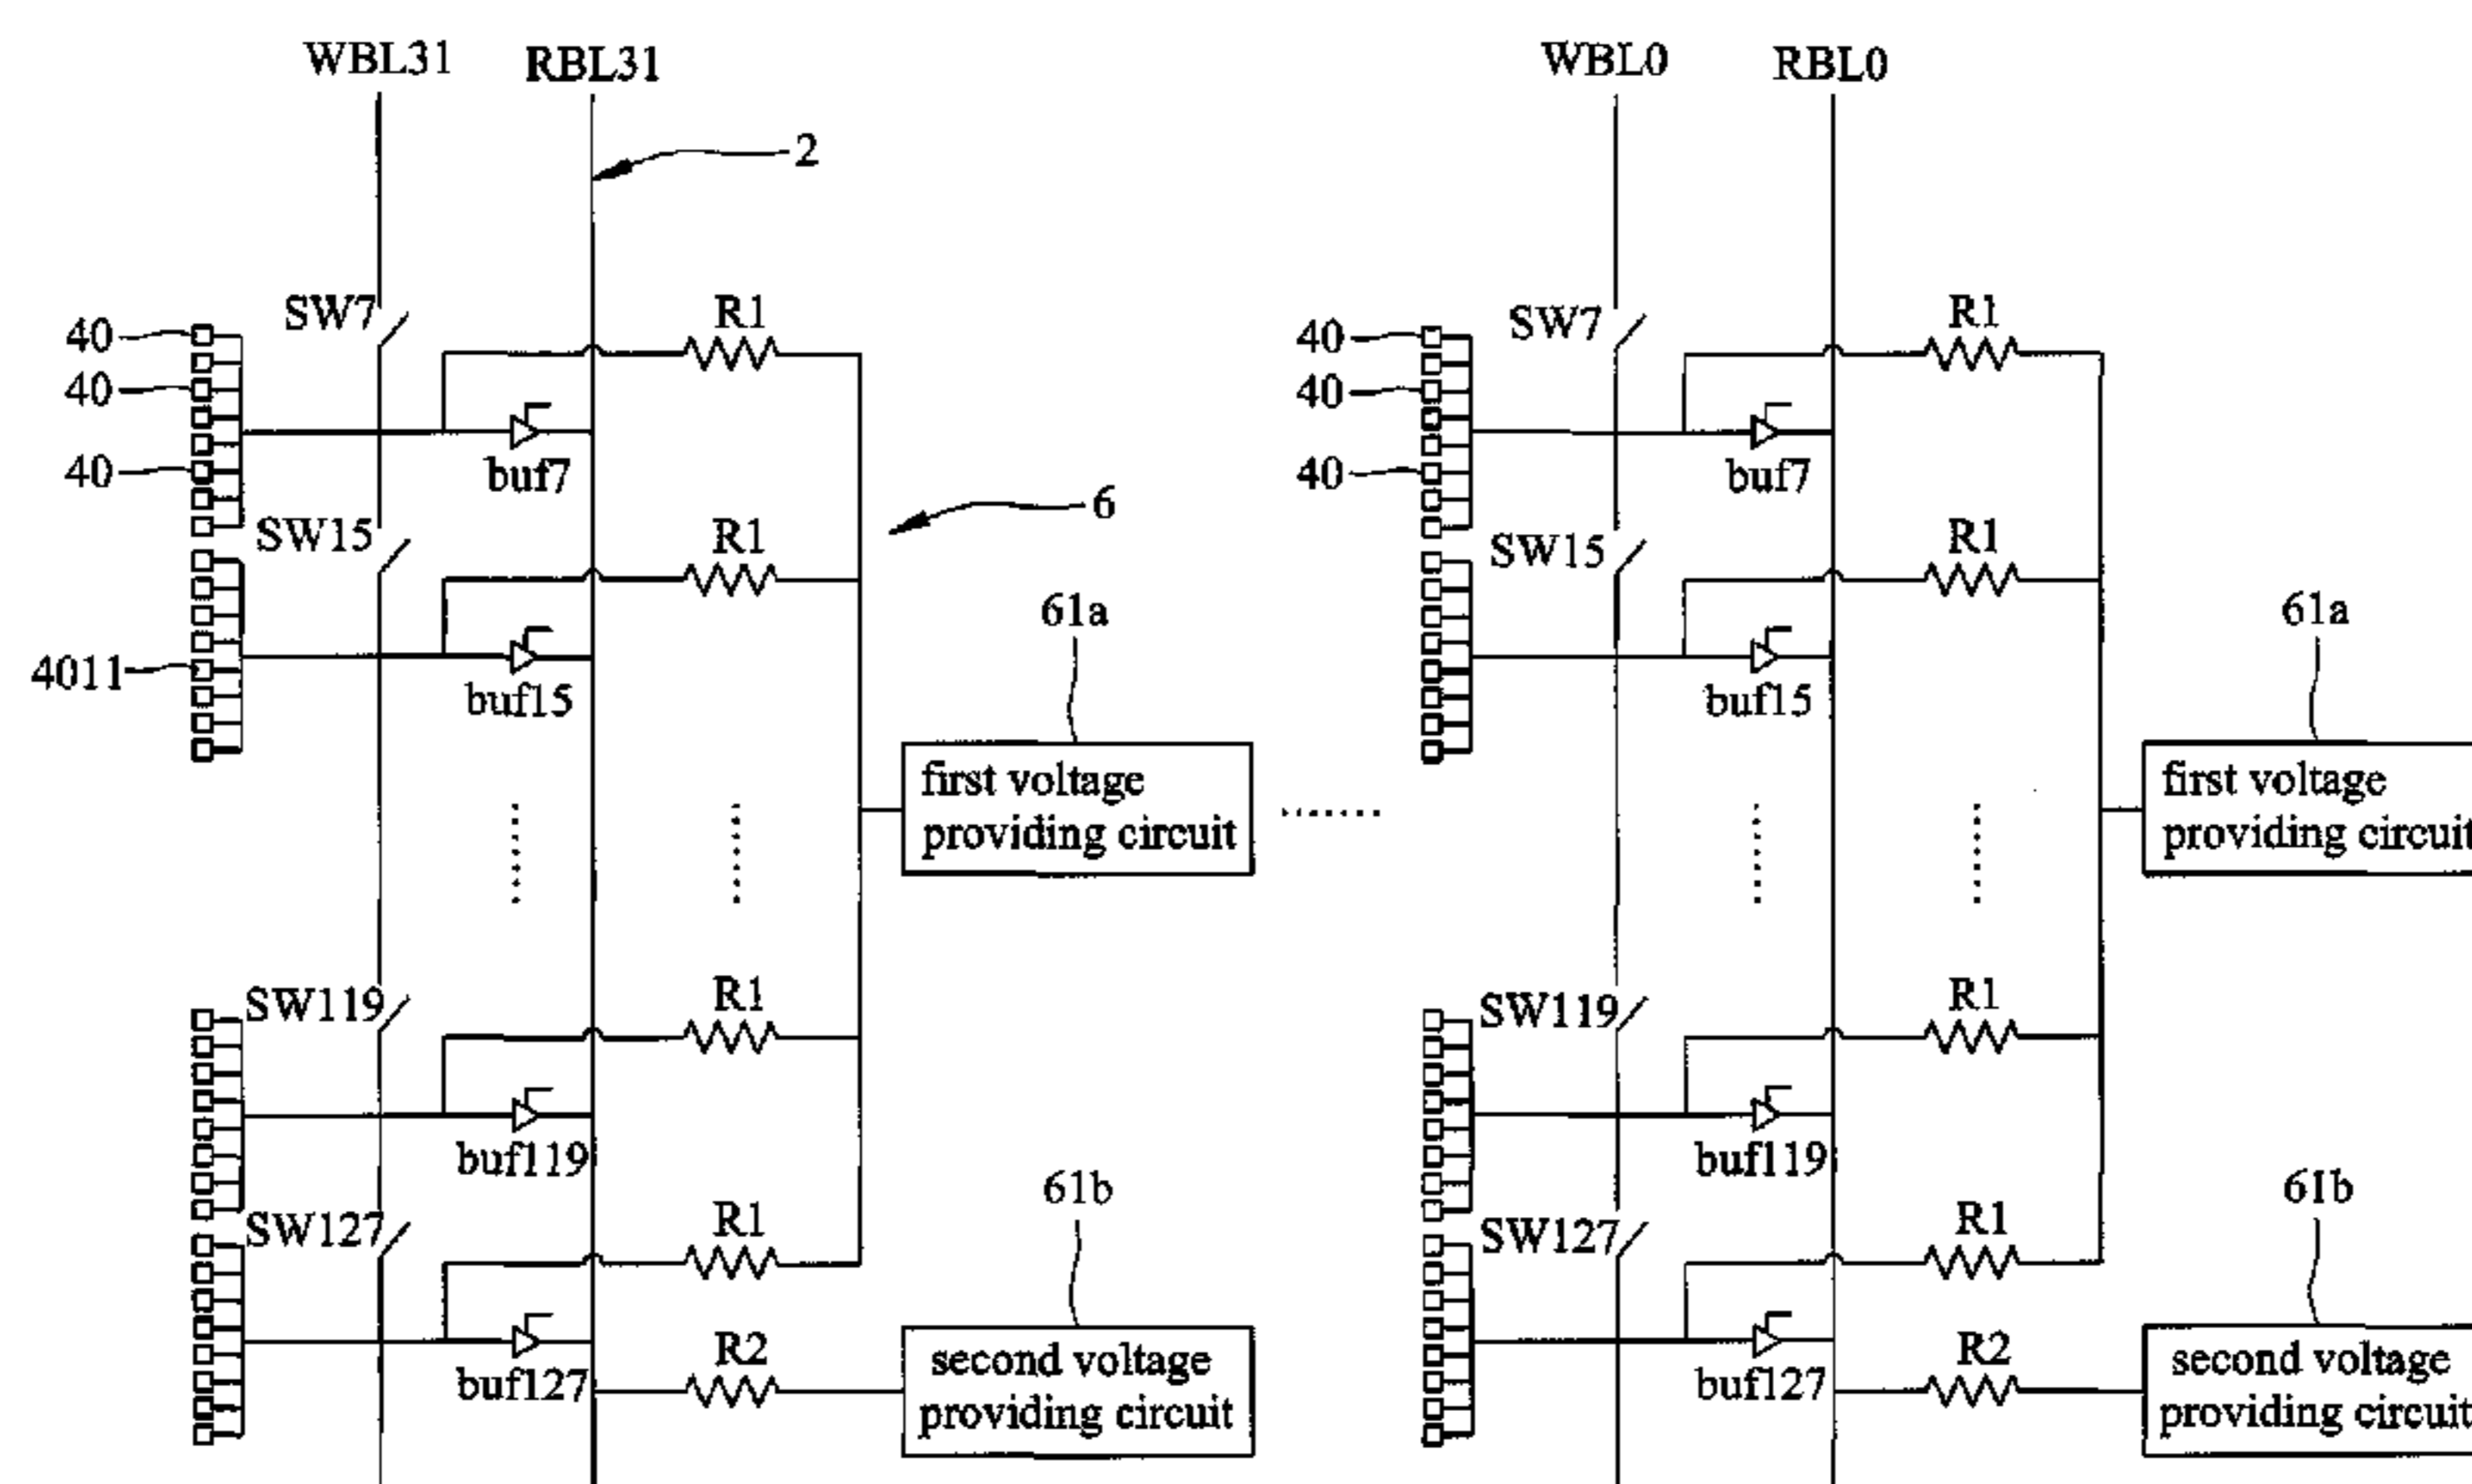 WBL31 RBL31 WBL0 RBL0
2
SW7 R1 SW7 R1
40 40
40 40
buf7 buf7
40 40
6
SW15 R1 SW15 R1
61a 61a
4011
buf15 buf15
first voltage
providing circuit
first voltage
providing circuit
SW119 R1 SW119 R1
buf119 buf119
61b 61b
SW127 R1 SW127 R1
buf127 R2 buf127 R2
second voltage
providing circuit
second voltage
providing circuit